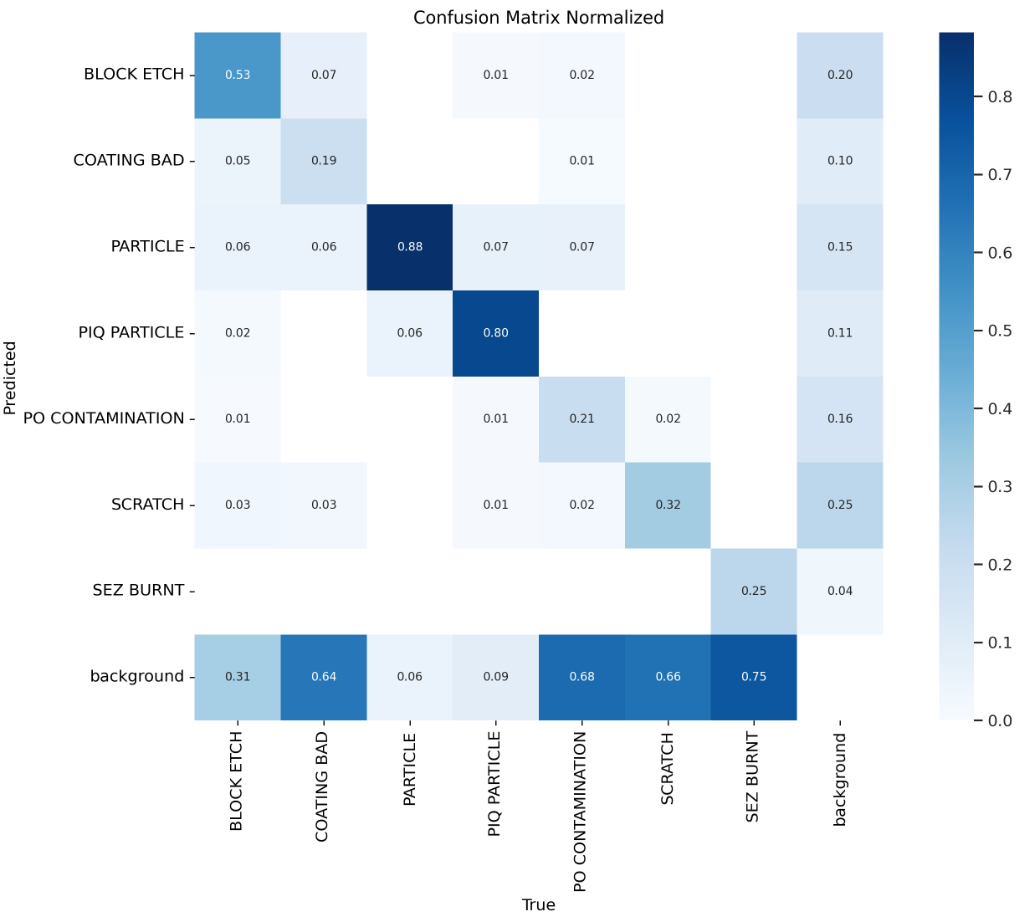 Confusion Matrix Normalized
BLOCK ETCH 0.53 0.07 0.01 0.02 0.20
COATING BAD 0.05 0.19 0.01 0.10
PARTICLE 0.06 0.06 0.88 0.07 0.07 0.15
PIQ PARTICLE 0.02 0.06 0.80 0.11
PO CONTAMINATION 0.01 0.01 0.21 0.02 0.16
SCRATCH 0.03 0.03 0.01 0.02 0.32 0.25
SEZ BURNT 0.25 0.04
background 0.31 0.64 0.06 0.09 0.68 0.66 0.75
Predicted
BLOCK ETCH
COATING BAD
PARTICLE
PIQ PARTICLE
PO CONTAMINATION
SCRATCH
SEZ BURNT
background
True
0.8
0.7
0.6
0.5
0.4
0.3
0.2
0.1
0.0